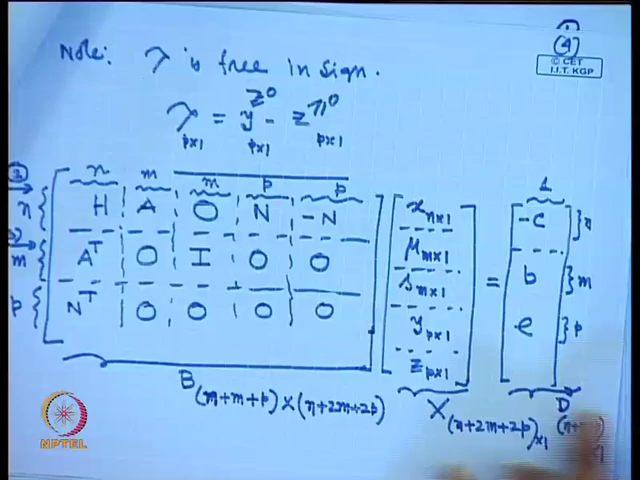 (4)
© CET
I.I.T. KGP
Note: λ is free in sign.
λ = y - z
p×1 p×1 p×1
≥0 ≥0
n m m p p 1
n H A O N -N x n×1 -c } n
m A^T O I O O μ m×1 = b } m
p N^T O O O O s m×1 e } p
y p×1
z p×1
B (n+m+p)×(n+2m+2p)
X (n+2m+2p)×1
D
NPTEL